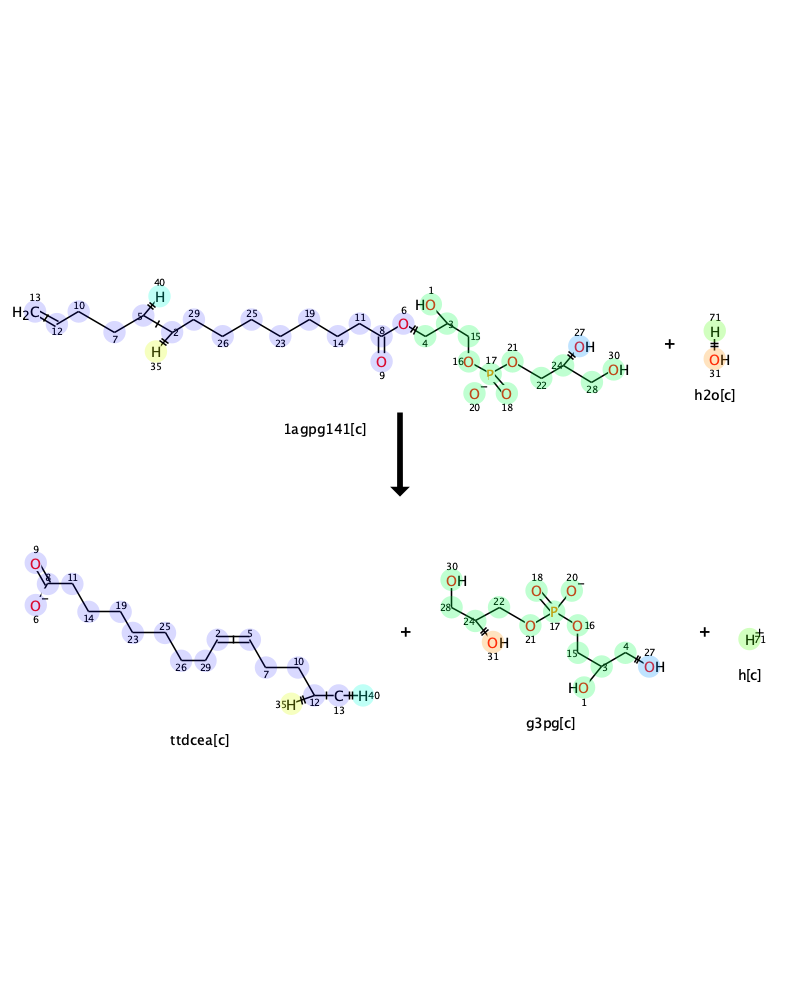 40
13 10 H 29 25 19 11 6 1 HO 71
H₂C 5 2 O 3 27 H
12 7 H 26 23 14 8 4 15 21 24 OH 30 + OH
35 O 16 O 17 O OH 31
9 P 22 28 h2o[c]
O⁻ O
20 18
1agpg141[c]
9 30 18 20
O 8 11 OH O O⁻
O⁻ 14 19 25 2 5 28 22 P O 16 4 27
6 23 10 + 24 O 17 OH + H⁺ 71
26 29 7 OH 21 15 3
31 HO h[c]
35 H 12 C H 40 1
13 g3pg[c]
ttdcea[c]